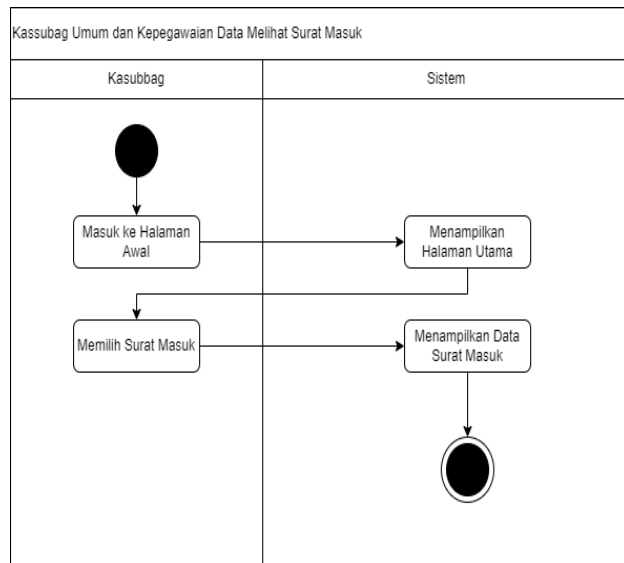 Kassubag Umum dan Kepegawaian Data Melihat Surat Masuk
Kasubbag
Sistem
Masuk ke Halaman
Awal
Menampilkan
Halaman Utama
Memilih Surat Masuk
Menampilkan Data
Surat Masuk